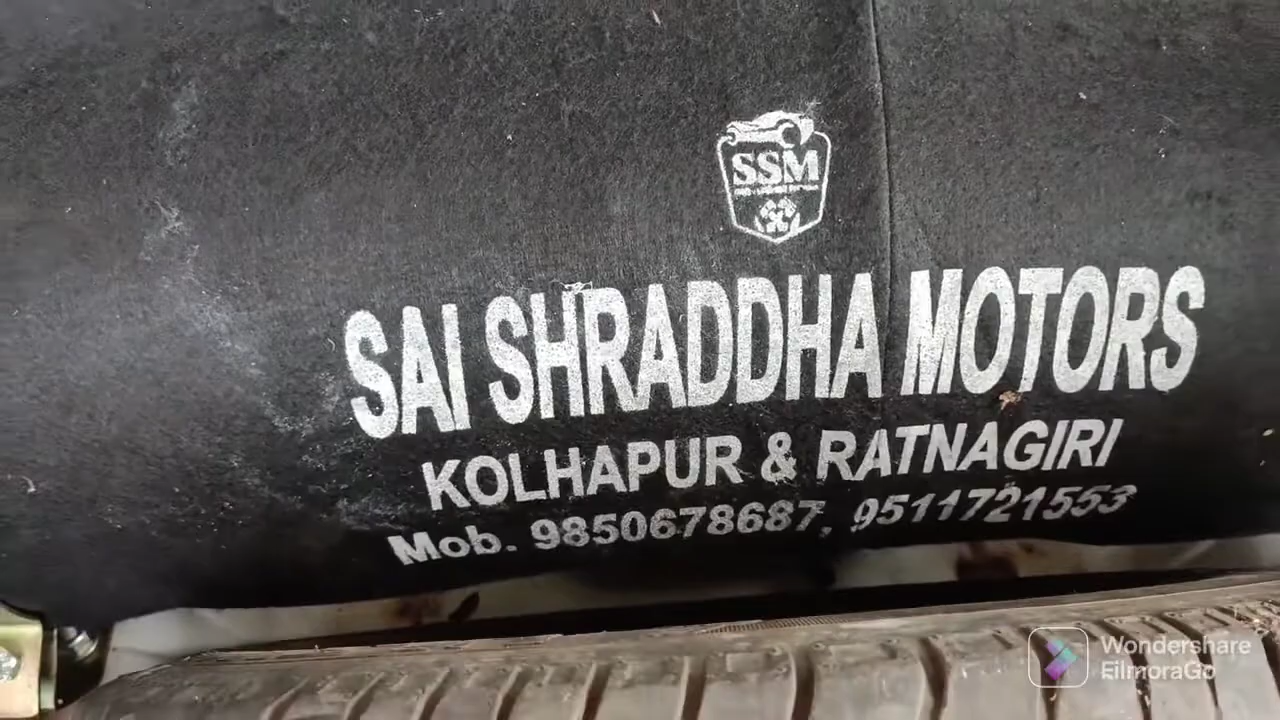 SSM
SAI SHRADDHA MOTORS
KOLHAPUR & RATNAGIRI
Mob. 9850678687, 9511721553
Wondershare
FilmoraGo